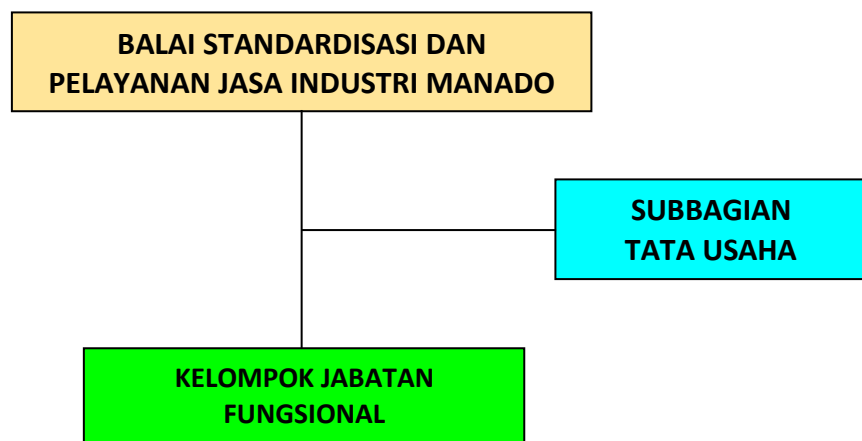 BALAI STANDARDISASI DAN
PELAYANAN JASA INDUSTRI MANADO
SUBBAGIAN
TATA USAHA
KELOMPOK JABATAN
FUNGSIONAL